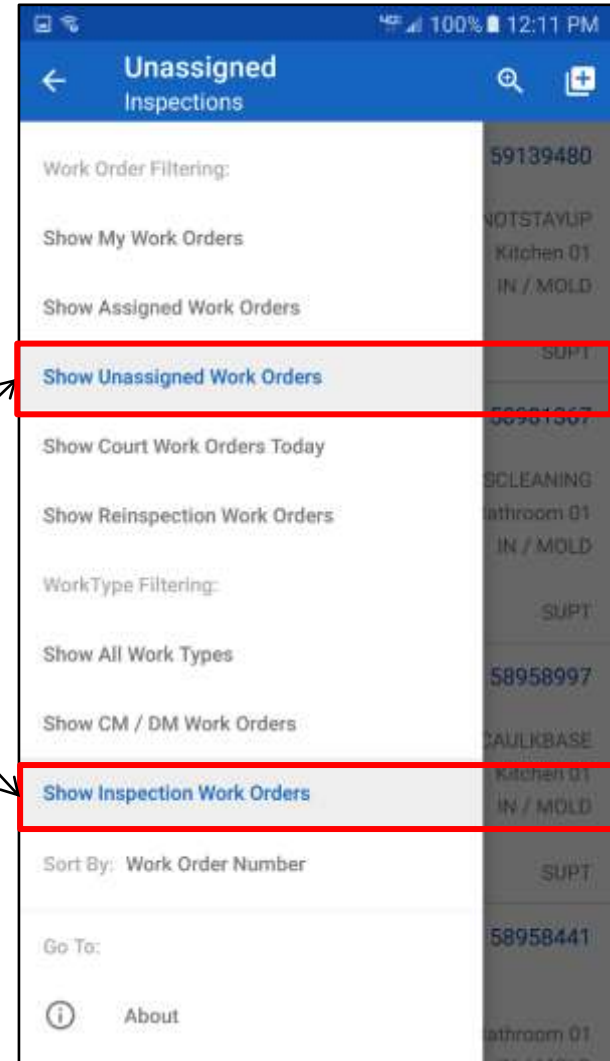 4GE 100% 12:11 PM
Unassigned
Inspections
Work Order Filtering:
59139480
NOTSTAYUP
Show My Work Orders
Kitchen 01
IN / MOLD
Show Assigned Work Orders
SUPT
Show Unassigned Work Orders
58981367
Show Court Work Orders Today
SCLEANING
athroom 01
Show Reinspection Work Orders
IN / MOLD
WorkType Filtering:
SUPT
Show All Work Types
58958997
Show CM / DM Work Orders
CAULKBASE
Kitchen 01
Show Inspection Work Orders
IN / MOLD
Sort By: Work Order Number
SUPT
Go To:
58958441
About
athroom 01